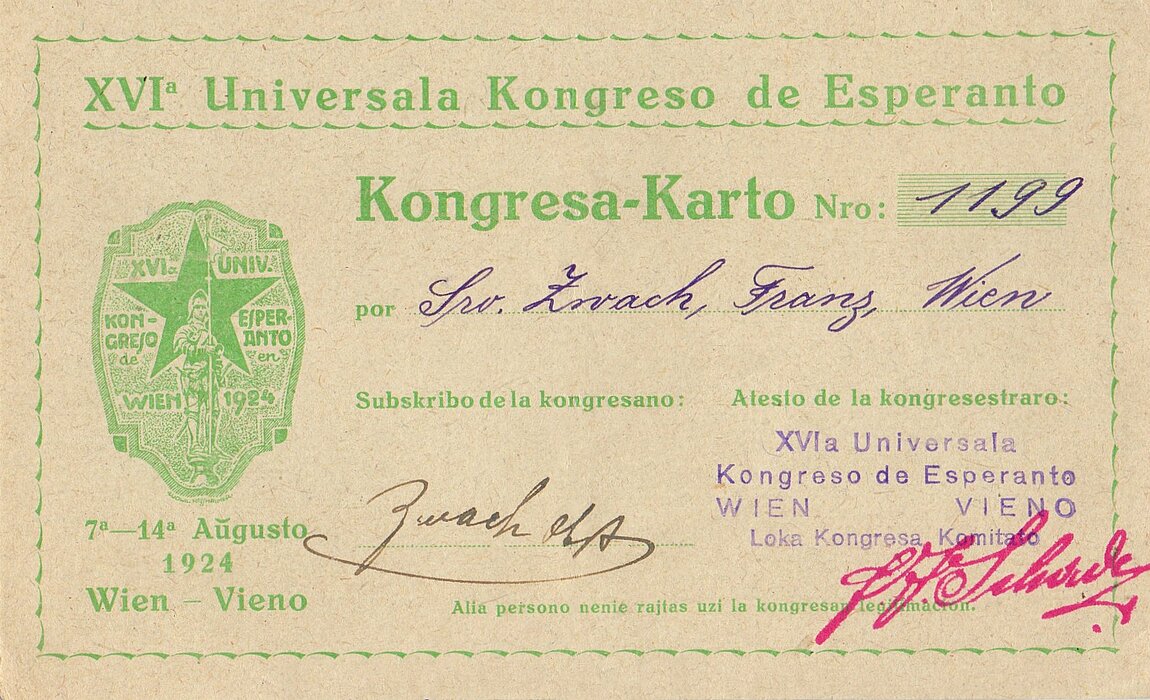 XVIª Universala Kongreso de Esperanto
Kongresa-Karto Nro: 1199
por Sro. Zwach, Franz, Wien
XVIª UNIV.
KON- ESPER-
GRESO ANTO
de en
WIEN 1924
Subskribo de la kongresano:
Atesto de la kongresestraro:
XVIa Universala
Kongreso de Esperanto
WIEN VIENO
Loka Kongresa Komitato
Zwach
7ª—14ª Aŭgusto
1924
Wien – Vieno
Alia persono nenie rajtas uzi la kongresan legitimacion.